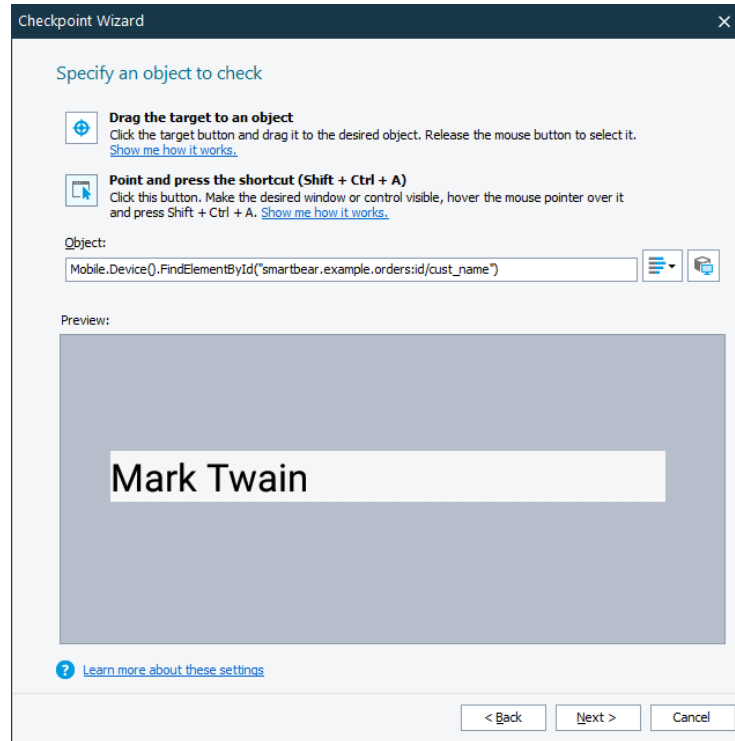 Checkpoint Wizard
Specify an object to check
Drag the target to an object
Click the target button and drag it to the desired object. Release the mouse button to select it.
Show me how it works.
Point and press the shortcut (Shift + Ctrl + A)
Click this button. Make the desired window or control visible, hover the mouse pointer over it
and press Shift + Ctrl + A. Show me how it works.
Object:
Mobile.Device().FindElementById("smartbear.example.orders:id/cust_name")
Preview:
Mark Twain
? Learn more about these settings
< Back Next > Cancel